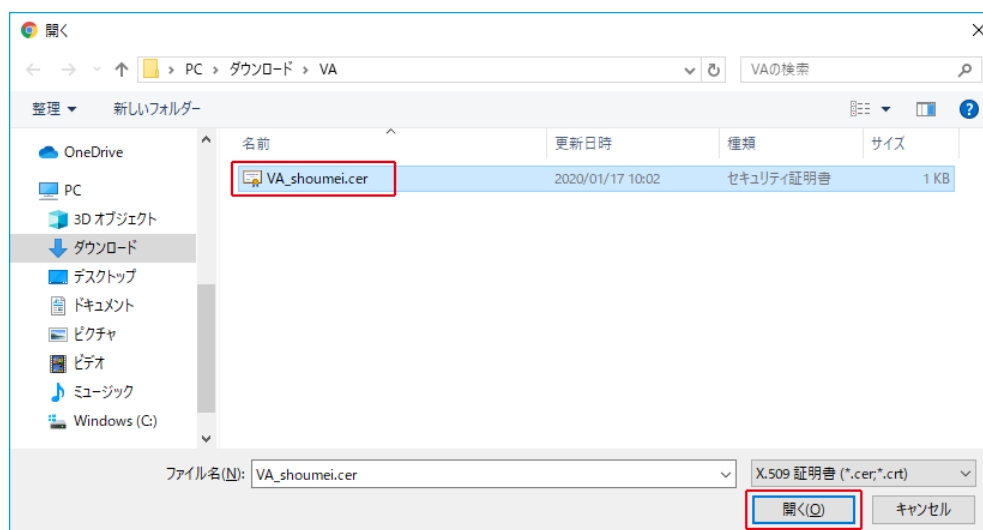 開く
PC › ダウンロード › VA
VAの検索
整理 新しいフォルダー
名前 更新日時 種類 サイズ
OneDrive
VA_shoumei.cer 2020/01/17 10:02 セキュリティ証明書 1 KB
PC
3D オブジェクト
ダウンロード
デスクトップ
ドキュメント
ピクチャ
ビデオ
ミュージック
Windows (C:)
ファイル名(N): VA_shoumei.cer
X.509 証明書 (*.cer;*.crt)
開く(O) キャンセル